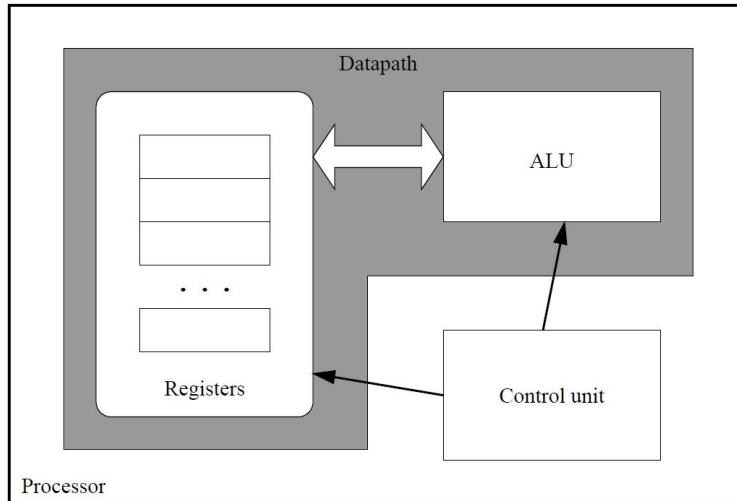 Datapath
ALU
. . .
Registers
Control unit
Processor